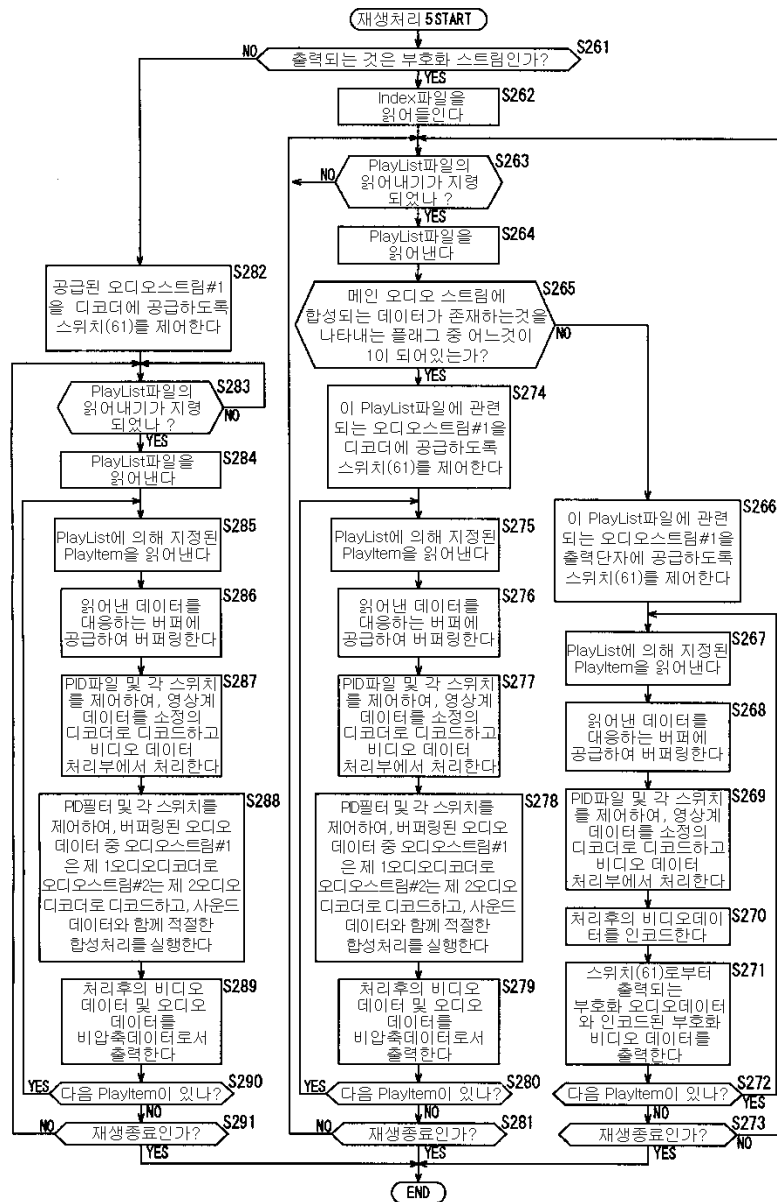 재생처리 5 START
S261
출력되는 것은 부호화 스트림인가?
NO
YES
S262
Index파일을
읽어들인다
S263
PlayList파일의
읽어내기가 지령
되었나 ?
NO
YES
S264
PlayList파일을
읽어낸다
S265
메인 오디오 스트림에
합성되는 데이터가 존재하는것을
나타내는 플래그 중 어느것이
1이 되어있는가?
NO
YES
S282
공급된 오디오스트림#1
을 디코더에 공급하도록
스위치(61)를 제어한다
S283
PlayList파일의
읽어내기가 지령
되었나 ?
NO
YES
S284
PlayList파일을
읽어낸다
S285
PlayList에 의해 지정된
PlayItem을 읽어낸다
S286
읽어낸 데이터를
대응하는 버퍼에
공급하여 버퍼링한다
S287
PID파일 및 각 스위치
를 제어하여, 영상계
데이터를 소정의
디코더로 디코드하고
비디오 데이터
처리부에서 처리한다
S288
PID필터 및 각 스위치를
제어하여, 버퍼링된 오디오
데이터 중 오디오스트림#1
은 제 1오디오디코더로
오디오스트림#2는 제 2오디오
디코더로 디코드하고, 사운드
데이터와 함께 적절한
합성처리를 실행한다
S289
처리후의 비디오
데이터 및 오디오
데이터를
비압축데이터로서
출력한다
S290
YES
다음 PlayItem이 있나?
NO
S291
재생종료인가?
NO
YES
S274
이 PlayList파일에 관련
되는 오디오스트림#1을
디코더에 공급하도록
스위치(61)를 제어한다
S275
PlayList에 의해 지정된
PlayItem을 읽어낸다
S276
읽어낸 데이터를
대응하는 버퍼에
공급하여 버퍼링한다
S277
PID파일 및 각 스위치
를 제어하여, 영상계
데이터를 소정의
디코더로 디코드하고
비디오 데이터
처리부에서 처리한다
S278
PID필터 및 각 스위치를
제어하여, 버퍼링된 오디오
데이터 중 오디오스트림#1
은 제 1오디오디코더로
오디오스트림#2는 제 2오디오
디코더로 디코드하고, 사운드
데이터와 함께 적절한
합성처리를 실행한다
S279
처리후의 비디오
데이터 및 오디오
데이터를
비압축데이터로서
출력한다
S280
YES
다음 PlayItem이 있나?
NO
S281
재생종료인가?
NO
YES
S266
이 PlayList파일에 관련
되는 오디오스트림#1을
출력단자에 공급하도록
스위치(61)를 제어한다
S267
PlayList에 의해 지정된
PlayItem을 읽어낸다
S268
읽어낸 데이터를
대응하는 버퍼에
공급하여 버퍼링한다
S269
PID파일 및 각 스위치
를 제어하여, 영상계
데이터를 소정의
디코더로 디코드하고
비디오 데이터
처리부에서 처리한다
S270
처리후의 비디오데이
터를 인코드한다
S271
스위치(61)로부터
출력되는
부호화 오디오데이터
와 인코드된 부호화
비디오 데이터를
출력한다
S272
다음 PlayItem이 있나?
YES
NO
S273
재생종료인가?
NO
YES
END